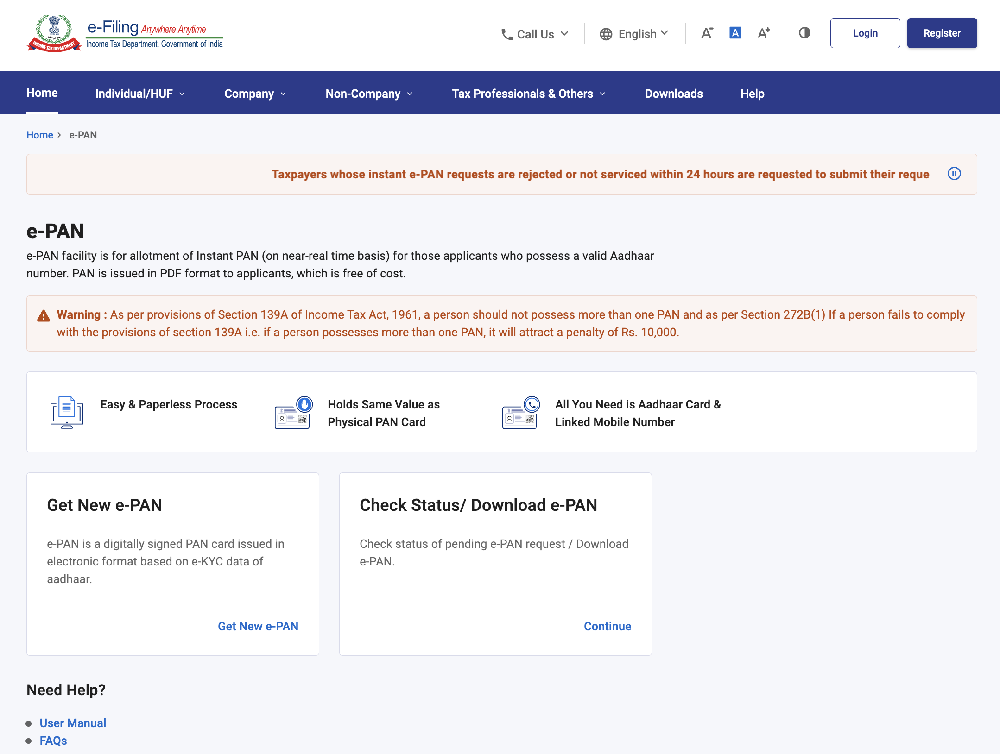 e-Filing Anywhere Anytime
Income Tax Department, Government of India
INCOME TAX DEPARTMENT
Call Us
English
A-
A
A+
Login
Register
Home
Individual/HUF
Company
Non-Company
Tax Professionals & Others
Downloads
Help
Home > e-PAN
Taxpayers whose instant e-PAN requests are rejected or not serviced within 24 hours are requested to submit their reque
e-PAN
e-PAN facility is for allotment of Instant PAN (on near-real time basis) for those applicants who possess a valid Aadhaar
number. PAN is issued in PDF format to applicants, which is free of cost.
Warning : As per provisions of Section 139A of Income Tax Act, 1961, a person should not possess more than one PAN and as per Section 272B(1) If a person fails to comply
with the provisions of section 139A i.e. if a person possesses more than one PAN, it will attract a penalty of Rs. 10,000.
Easy & Paperless Process
Holds Same Value as
Physical PAN Card
All You Need is Aadhaar Card &
Linked Mobile Number
Get New e-PAN
e-PAN is a digitally signed PAN card issued in
electronic format based on e-KYC data of
aadhaar.
Get New e-PAN
Check Status/ Download e-PAN
Check status of pending e-PAN request / Download
e-PAN.
Continue
Need Help?
User Manual
FAQs